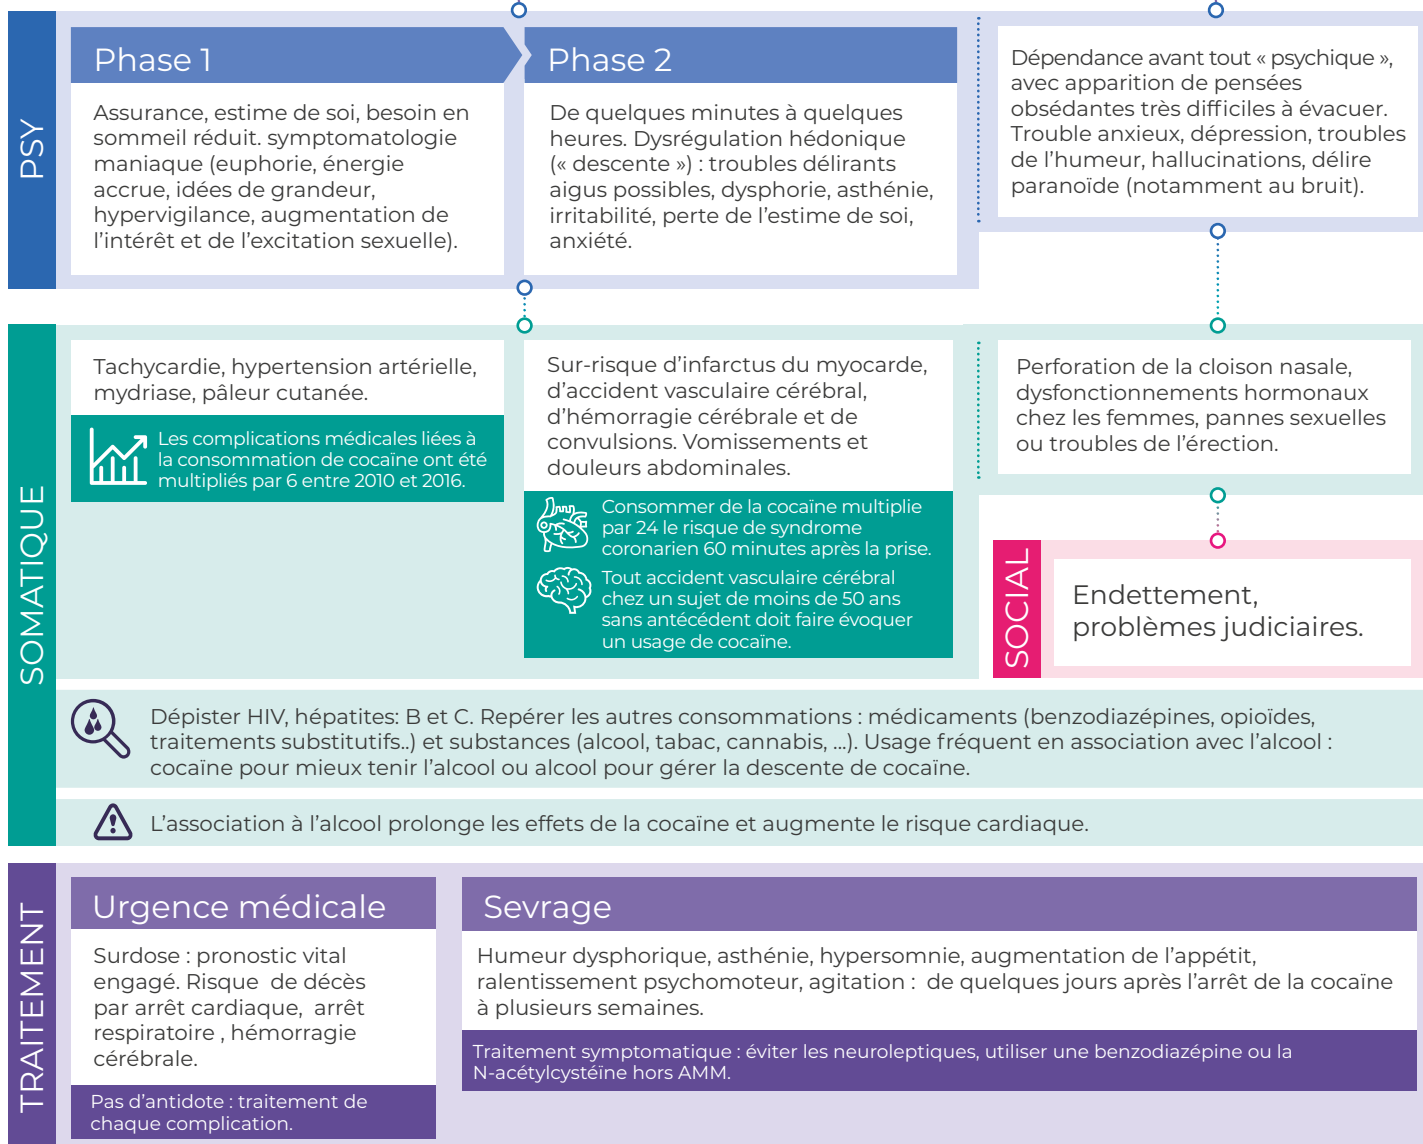 PSY
Phase 1
Assurance, estime de soi, besoin en
sommeil réduit. symptomatologie
maniaque (euphorie, énergie
accrue, idées de grandeur,
hypervigilance, augmentation de
l’intérêt et de l’excitation sexuelle).
Phase 2
De quelques minutes à quelques
heures. Dysrégulation hédonique
(« descente ») : troubles délirants
aigus possibles, dysphorie, asthénie,
irritabilité, perte de l’estime de soi,
anxiété.
Dépendance avant tout « psychique »,
avec apparition de pensées
obsédantes très difficiles à évacuer.
Trouble anxieux, dépression, troubles
de l’humeur, hallucinations, délire
paranoïde (notamment au bruit).
SOMATIQUE
Tachycardie, hypertension artérielle,
mydriase, pâleur cutanée.
Les complications médicales liées à
la consommation de cocaïne ont été
multipliés par 6 entre 2010 et 2016.
Sur-risque d’infarctus du myocarde,
d’accident vasculaire cérébral,
d’hémorragie cérébrale et de
convulsions. Vomissements et
douleurs abdominales.
Consommer de la cocaïne multiplie
par 24 le risque de syndrome
coronarien 60 minutes après la prise.
Tout accident vasculaire cérébral
chez un sujet de moins de 50 ans
sans antécédent doit faire évoquer
un usage de cocaïne.
Perforation de la cloison nasale,
dysfonctionnements hormonaux
chez les femmes, pannes sexuelles
ou troubles de l’érection.
SOCIAL
Endettement,
problèmes judiciaires.
Dépister HIV, hépatites: B et C. Repérer les autres consommations : médicaments (benzodiazépines, opioïdes,
traitements substitutifs..) et substances (alcool, tabac, cannabis, ...). Usage fréquent en association avec l’alcool :
cocaïne pour mieux tenir l’alcool ou alcool pour gérer la descente de cocaïne.
L’association à l’alcool prolonge les effets de la cocaïne et augmente le risque cardiaque.
TRAITEMENT
Urgence médicale
Surdose : pronostic vital
engagé. Risque de décès
par arrêt cardiaque, arrêt
respiratoire , hémorragie
cérébrale.
Pas d’antidote : traitement de
chaque complication.
Sevrage
Humeur dysphorique, asthénie, hypersomnie, augmentation de l’appétit,
ralentissement psychomoteur, agitation : de quelques jours après l’arrêt de la cocaïne
à plusieurs semaines.
Traitement symptomatique : éviter les neuroleptiques, utiliser une benzodiazépine ou la
N-acétylcystéïne hors AMM.